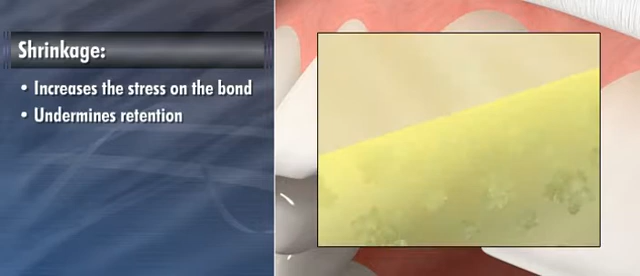 Shrinkage:
• Increases the stress on the bond
• Undermines retention